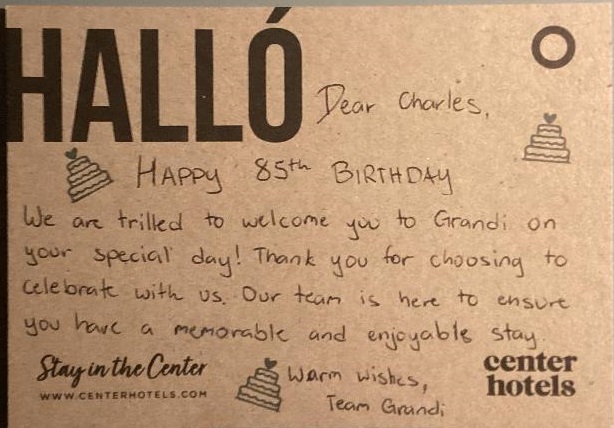 HALLÓ
Dear Charles,
HAPPY 85th BIRTHDAY
We are trilled to welcome you to Grandi on
your special day! Thank you for choosing to
celebrate with us. Our team is here to ensure
you have a memorable and enjoyable stay.
Stay in the Center
WWW.CENTERHOTELS.COM
Warm wishes,
Team Grandi
center
hotels